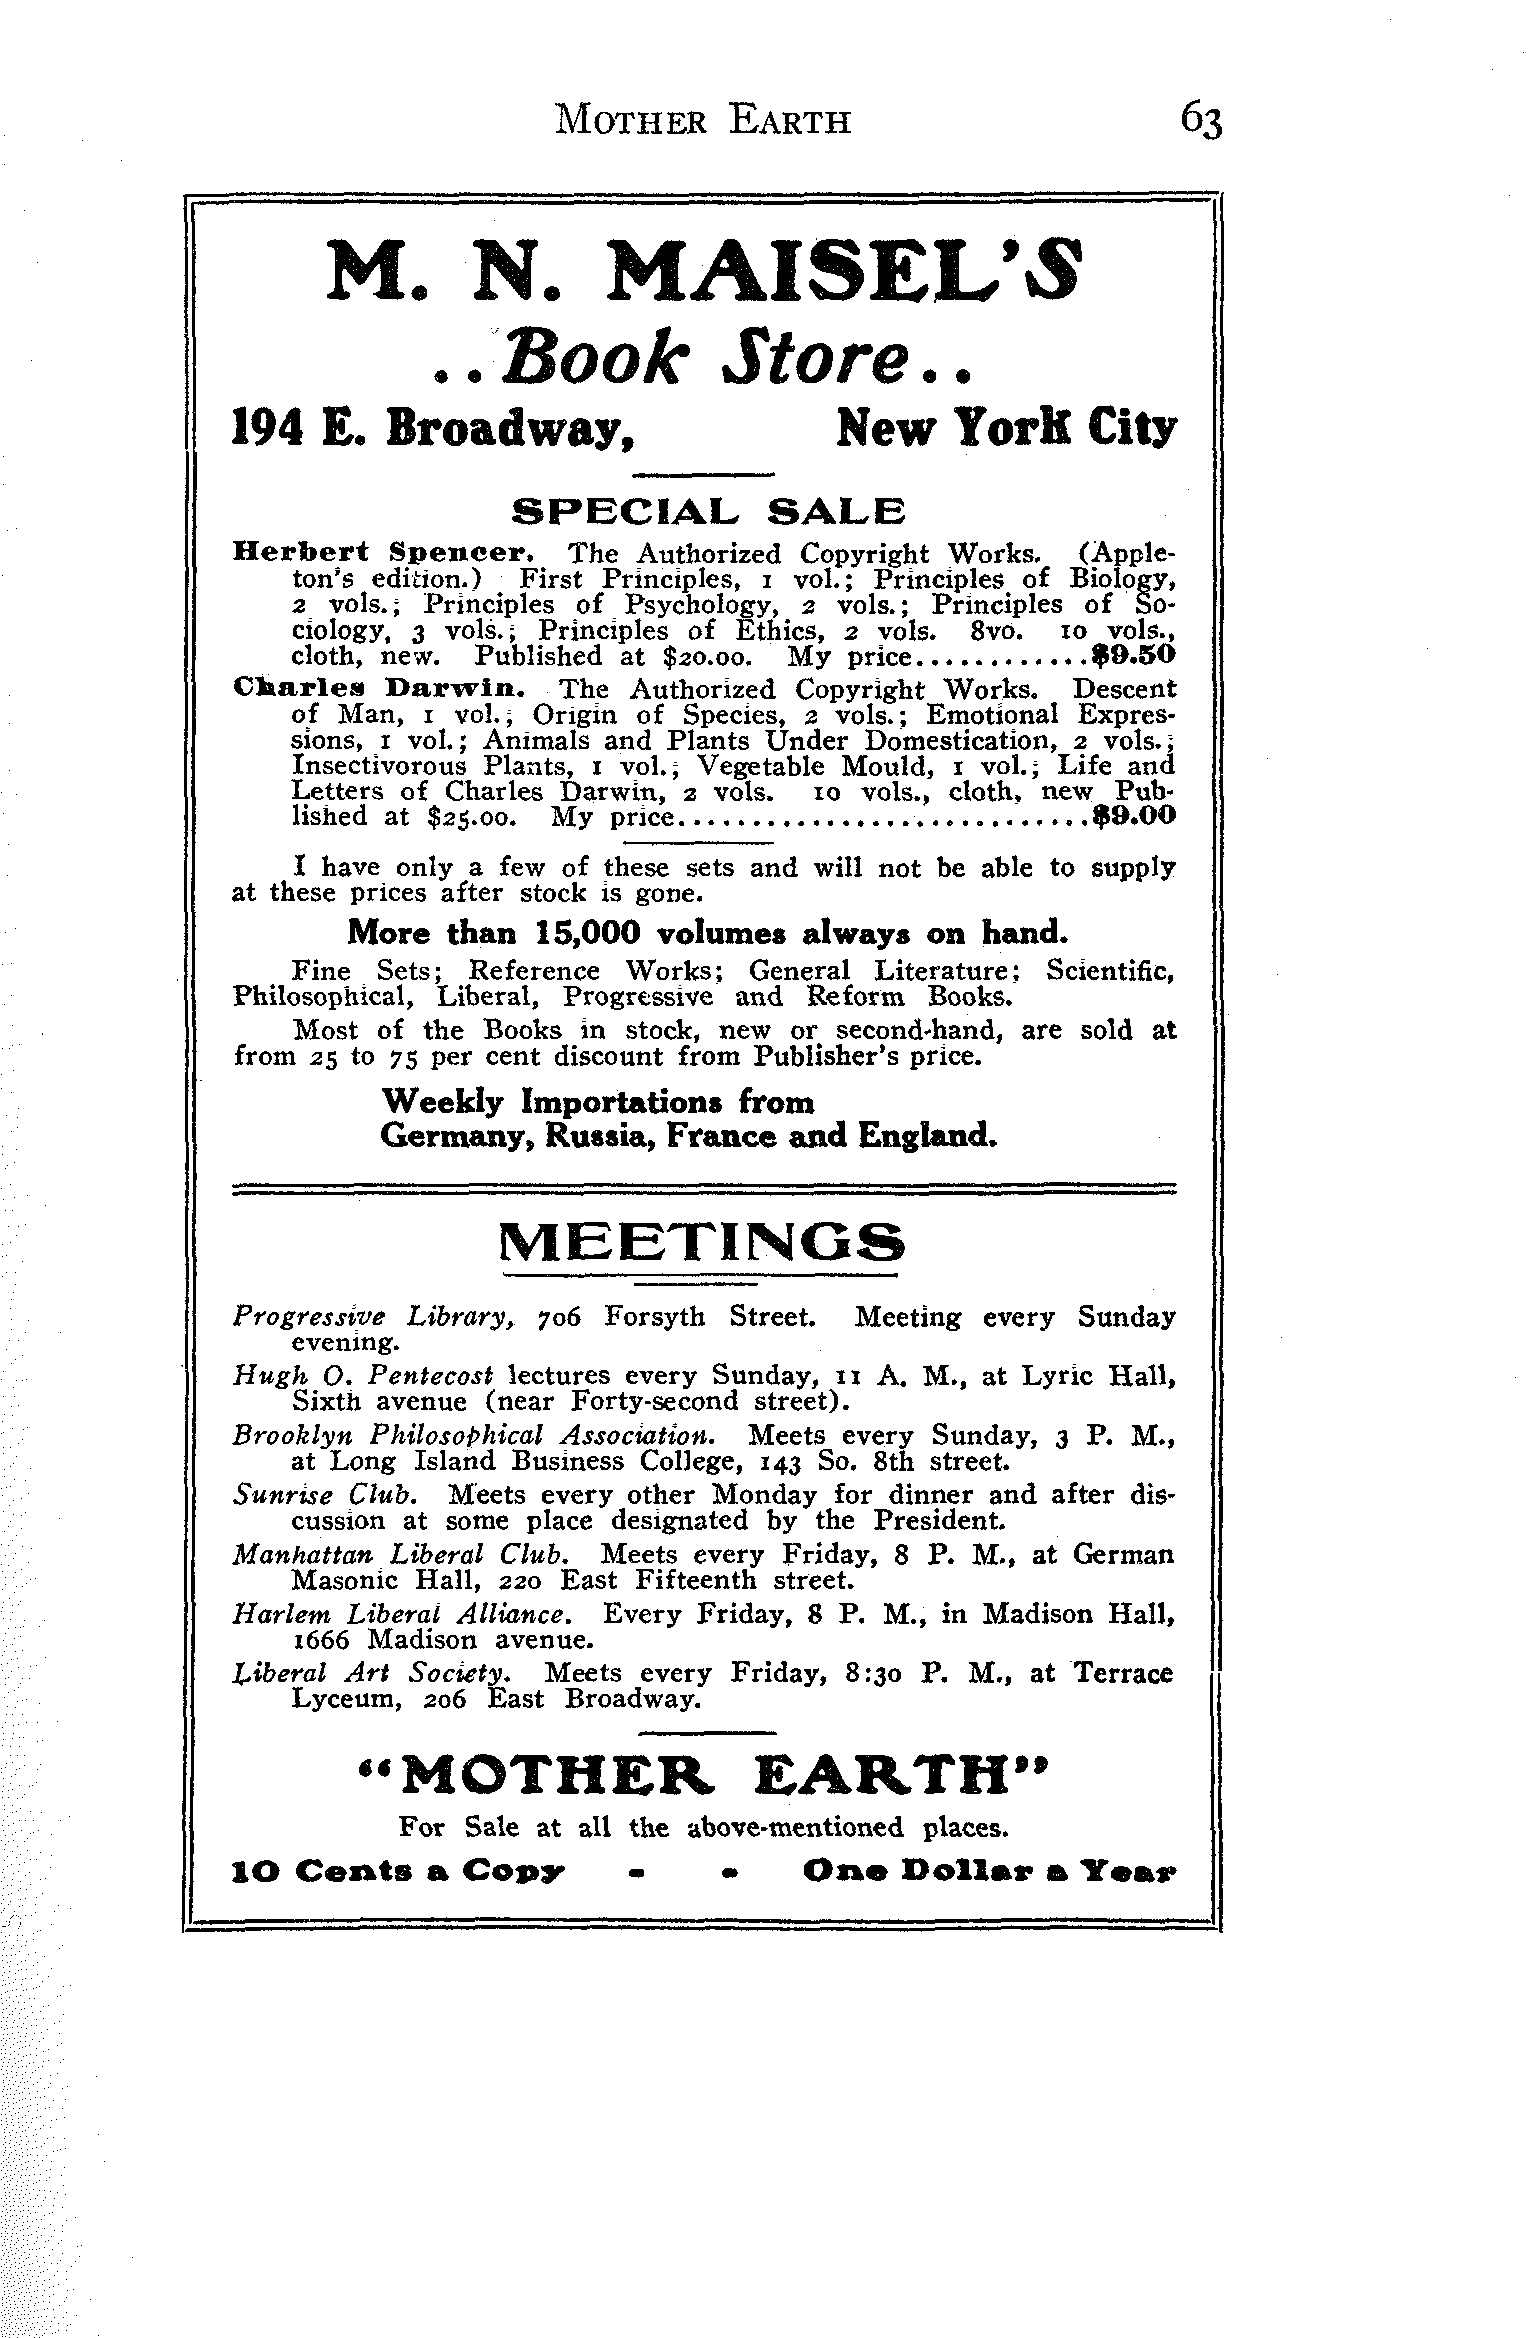 MOTHER EARTH 63
M. N. MAISEL'S
..Book Store..
194 E. Broadway, New York City
SPECIAL SALE
Herbert Spencer. The Authorized Copyright Works. (Apple-
ton's edition.) First Principles, 1 vol.; Principles of Biology,
2 vols.; Principles of Psychology, 2 vols.; Principles of So-
ciology, 3 vols.; Principles of Ethics, 2 vols. 8vo. 10 vols.,
cloth, new. Published at $20.00. My price............$9.50
Charles Darwin. The Authorized Copyright Works. Descent
of Man, 1 vol.; Origin of Species, 2 vols.; Emotional Expres-
sions, 1 vol.; Animals and Plants Under Domestication, 2 vols.;
Insectivorous Plants, 1 vol.; Vegetable Mould, 1 vol.; Life and
Letters of Charles Darwin, 2 vols. 10 vols., cloth, new Pub-
lished at $25.00. My price............................$9.00
I have only a few of these sets and will not be able to supply
at these prices after stock is gone.
More than 15,000 volumes always on hand.
Fine Sets; Reference Works; General Literature; Scientific,
Philosophical, Liberal, Progressive and Reform Books.
Most of the Books in stock, new or second-hand, are sold at
from 25 to 75 per cent discount from Publisher's price.
Weekly Importations from
Germany, Russia, France and England.
MEETINGS
Progressive Library, 706 Forsyth Street. Meeting every Sunday
evening.
Hugh O. Pentecost lectures every Sunday, 11 A. M., at Lyric Hall,
Sixth avenue (near Forty-second street).
Brooklyn Philosophical Association. Meets every Sunday, 3 P. M.,
at Long Island Business College, 143 So. 8th street.
Sunrise Club. Meets every other Monday for dinner and after dis-
cussion at some place designated by the President.
Manhattan Liberal Club. Meets every Friday, 8 P. M., at German
Masonic Hall, 220 East Fifteenth street.
Harlem Liberal Alliance. Every Friday, 8 P. M., in Madison Hall,
1666 Madison avenue.
Liberal Art Society. Meets every Friday, 8:30 P. M., at Terrace
Lyceum, 206 East Broadway.
"MOTHER EARTH"
For Sale at all the above-mentioned places.
10 Cents a Copy - - One Dollar a Year